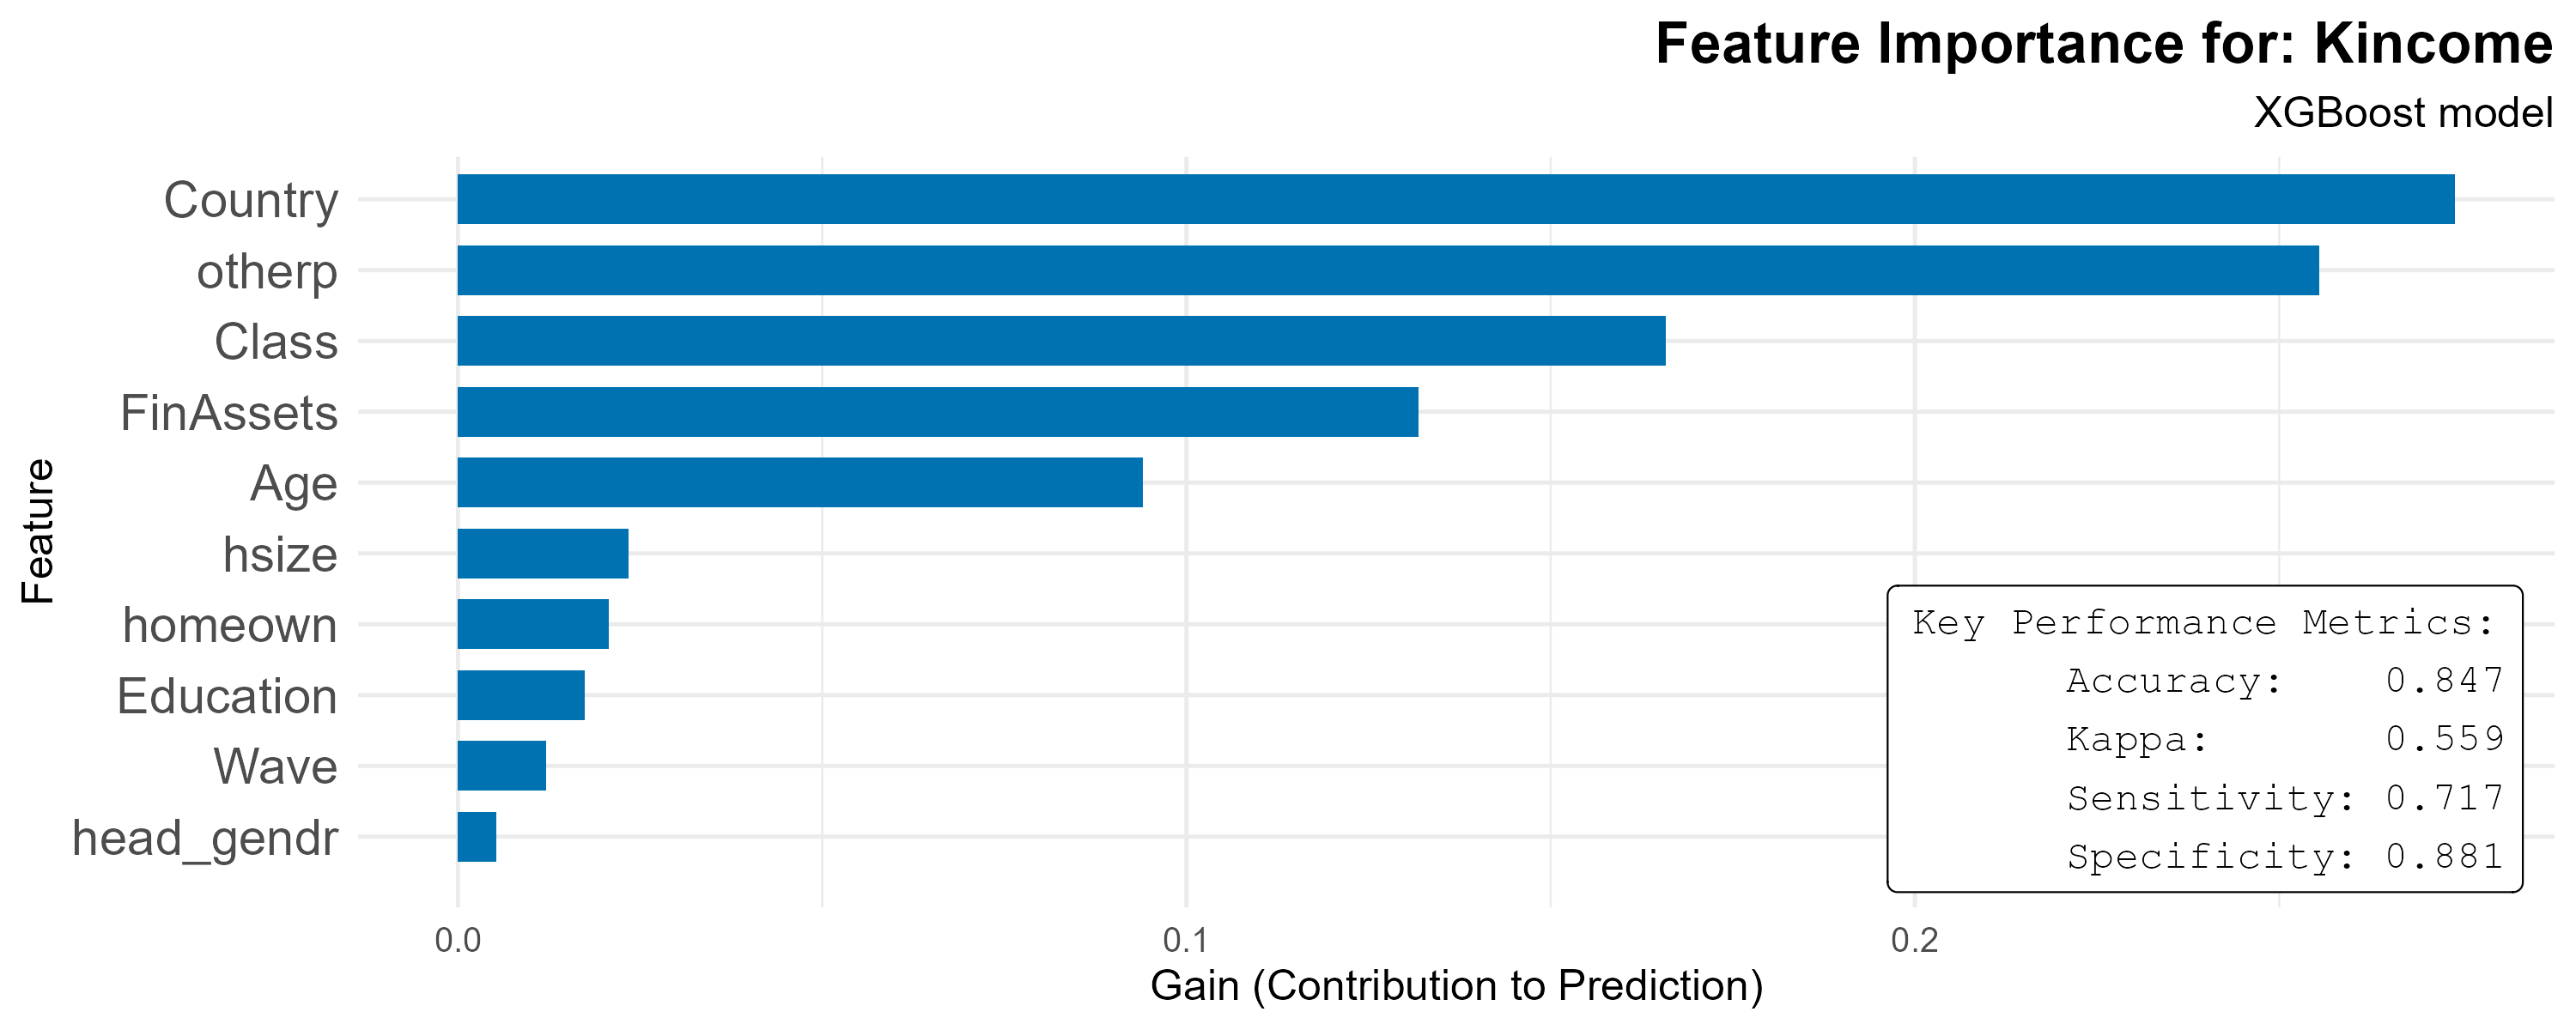 Feature Importance for: Kincome
XGBoost model
Feature
Country
otherp
Class
FinAssets
Age
hsize
homeown
Education
Wave
head_gendr
Key Performance Metrics:
Accuracy: 0.847
Kappa: 0.559
Sensitivity: 0.717
Specificity: 0.881
0.0 0.1 0.2
Gain (Contribution to Prediction)